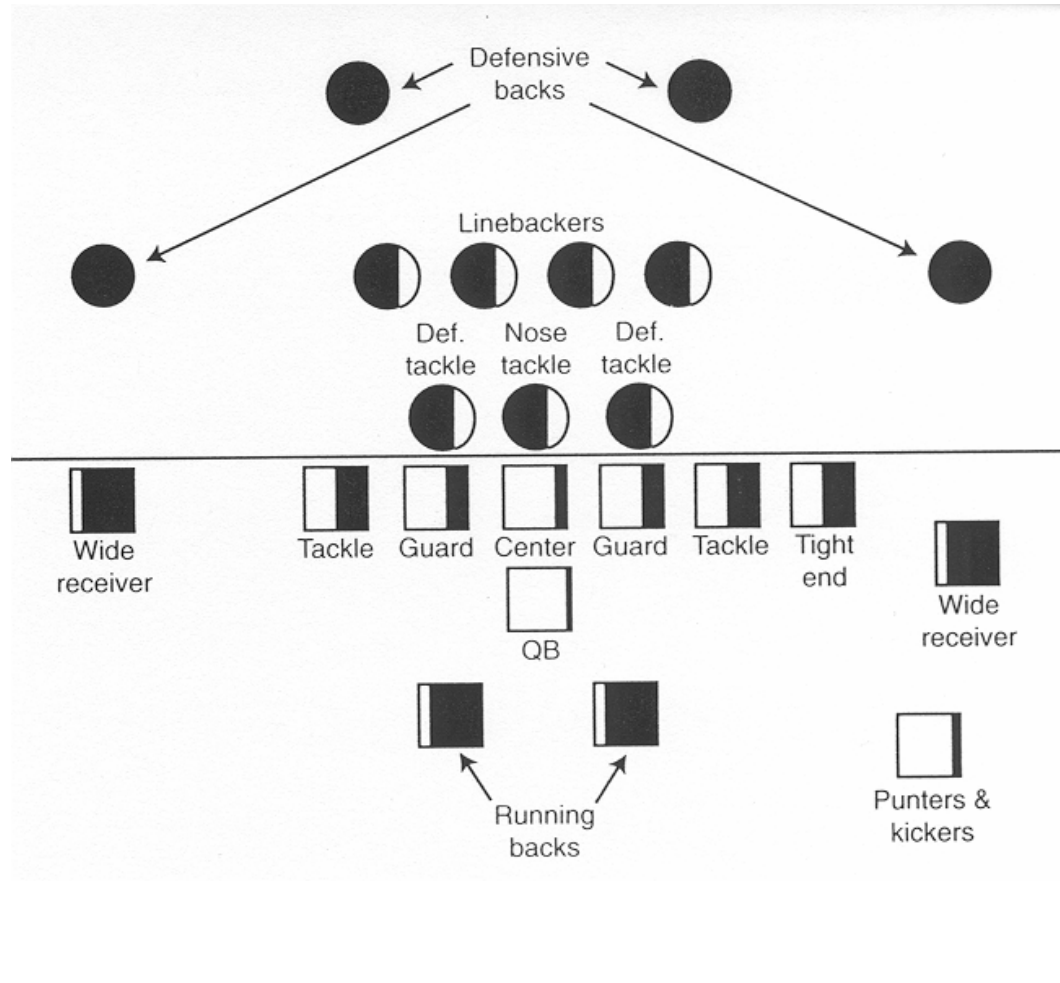 Defensive
backs
Linebackers
Def.
tackle
Nose
tackle
Def.
tackle
Wide
receiver
Tackle
Guard
Center
Guard
Tackle
Tight
end
Wide
receiver
QB
Running
backs
Punters &
kickers